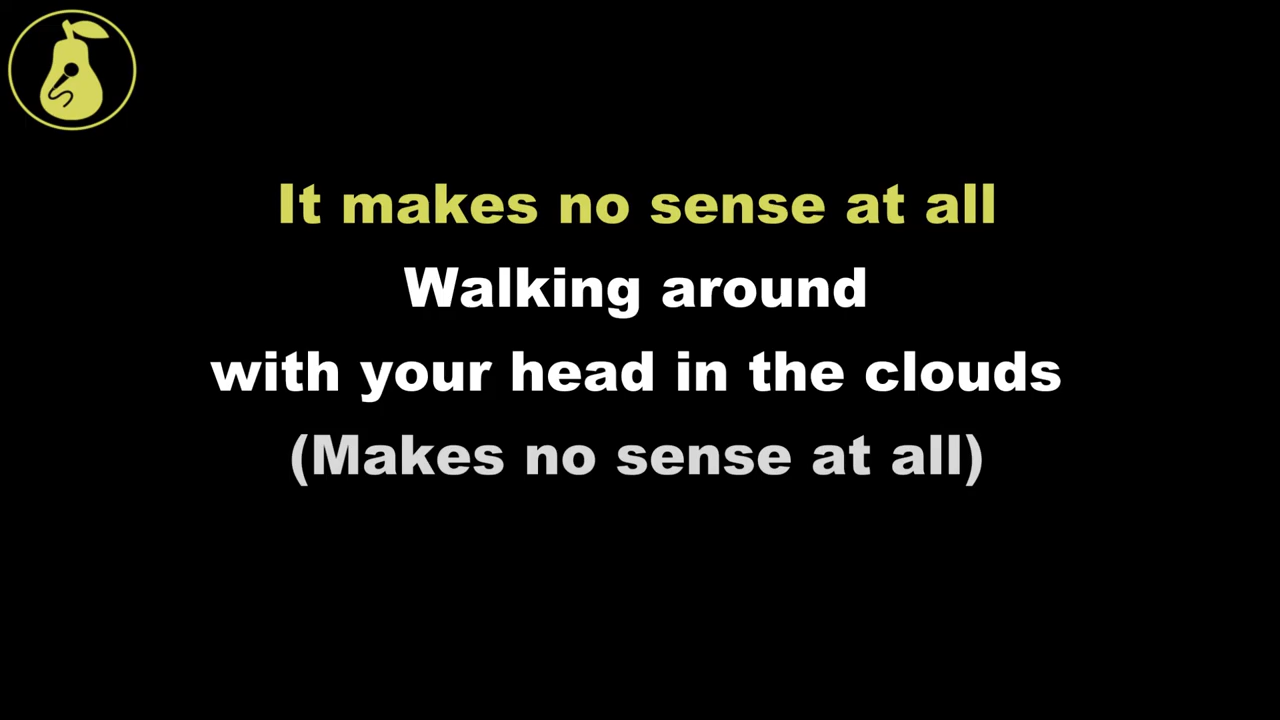 It makes no sense at all
Walking around
with your head in the clouds
(Makes no sense at all)